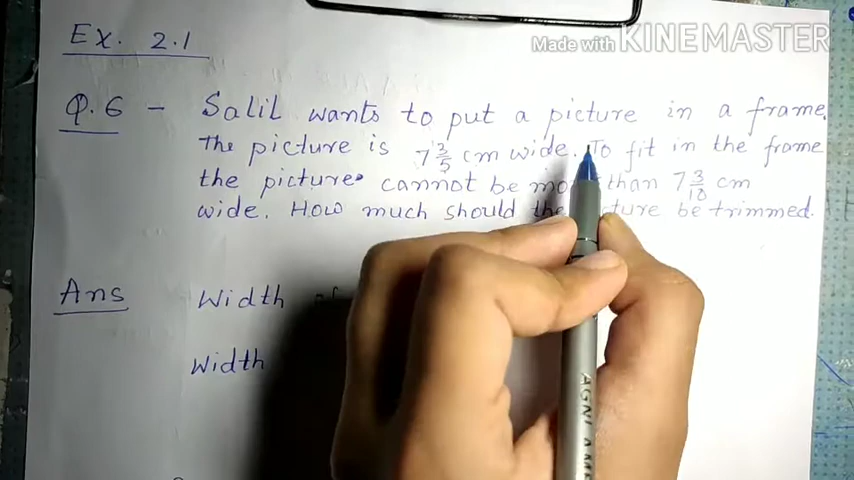 Made with KINEMASTER
Ex. 2.1
Q.6 - Salil wants to put a picture in a frame.
The picture is 7 3/5 cm wide. To fit in the frame
the picture cannot be than 7 3/10 cm
wide. How much should the be trimmed.
Ans Width
Width
AGNI